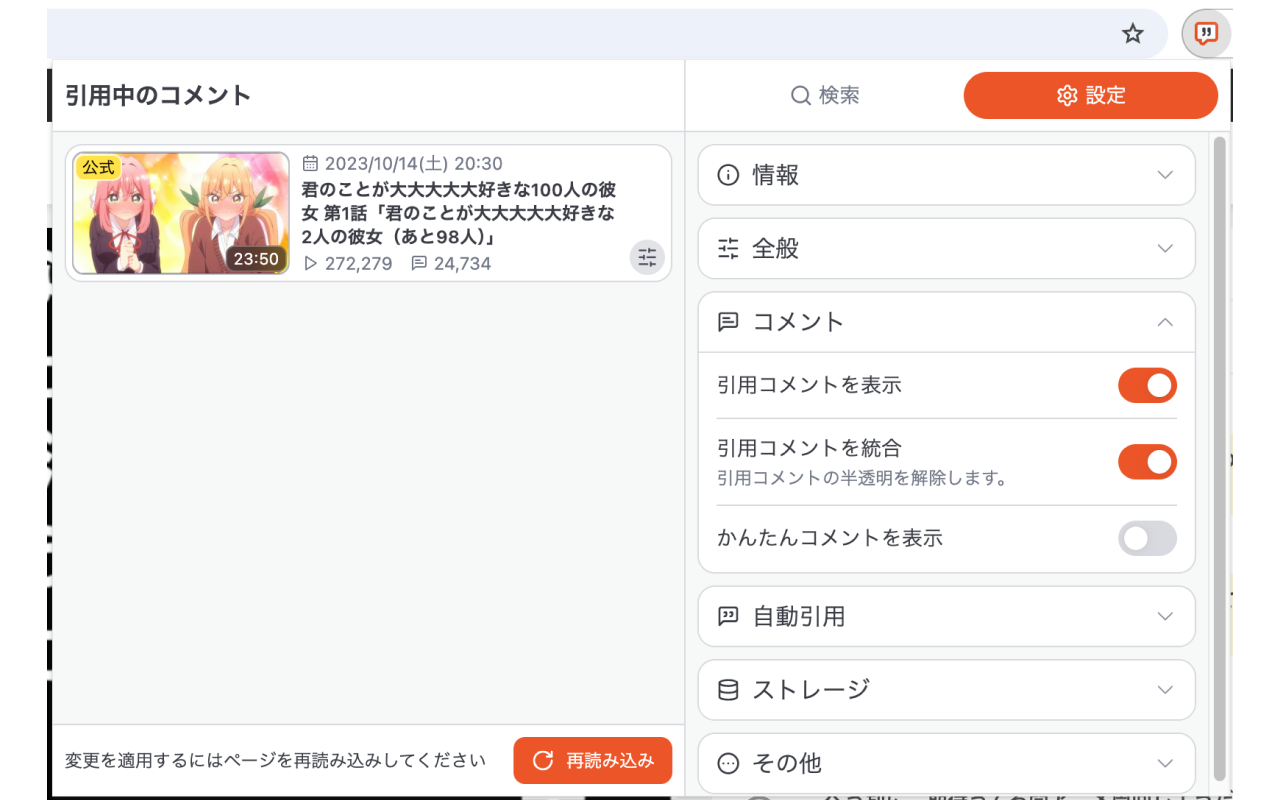 引用中のコメント
検索
設定
公式
23:50
2023/10/14(土) 20:30
君のことが大大大大大好きな100人の彼
女 第1話「君のことが大大大大大好きな
2人の彼女（あと98人）」
272,279 24,734
情報
全般
コメント
引用コメントを表示
引用コメントを統合
引用コメントの半透明を解除します。
かんたんコメントを表示
自動引用
ストレージ
その他
変更を適用するにはページを再読み込みしてください
再読み込み